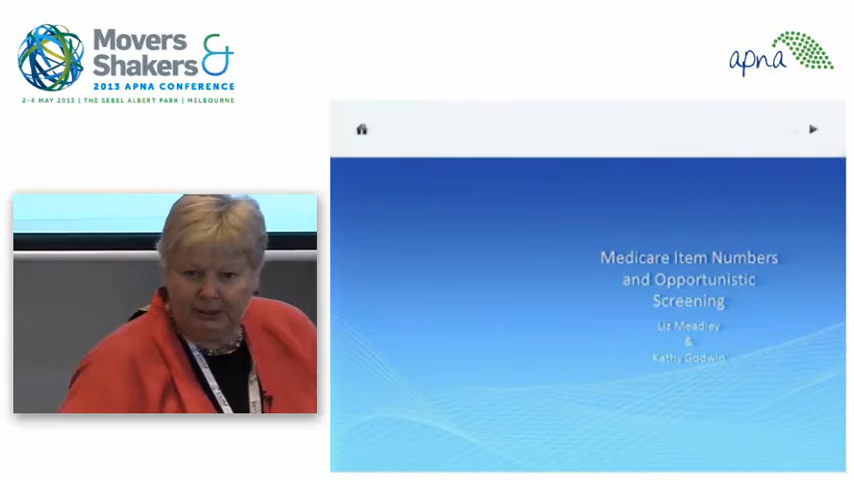 Movers
Shakers &
2013 APNA CONFERENCE
2-4 MAY 2013 | THE SEBEL ALBERT PARK | MELBOURNE
apna
Medicare Item Numbers
and Opportunistic
Screening
Liz Meadley
&
Kathy Godwin